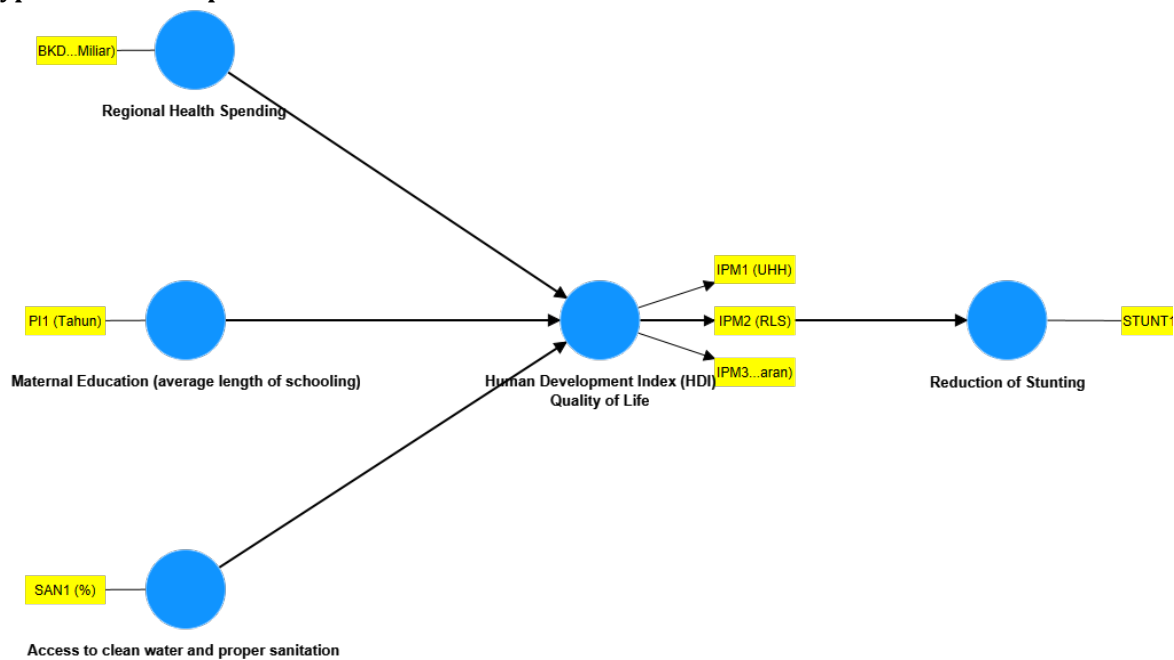 BKD...Miliar)
Regional Health Spending
IPM1 (UHH)
PI1 (Tahun)
IPM2 (RLS)
STUNT1
IPM3...aran)
Maternal Education (average length of schooling)
Human Development Index (HDI)
Quality of Life
Reduction of Stunting
SAN1 (%)
Access to clean water and proper sanitation